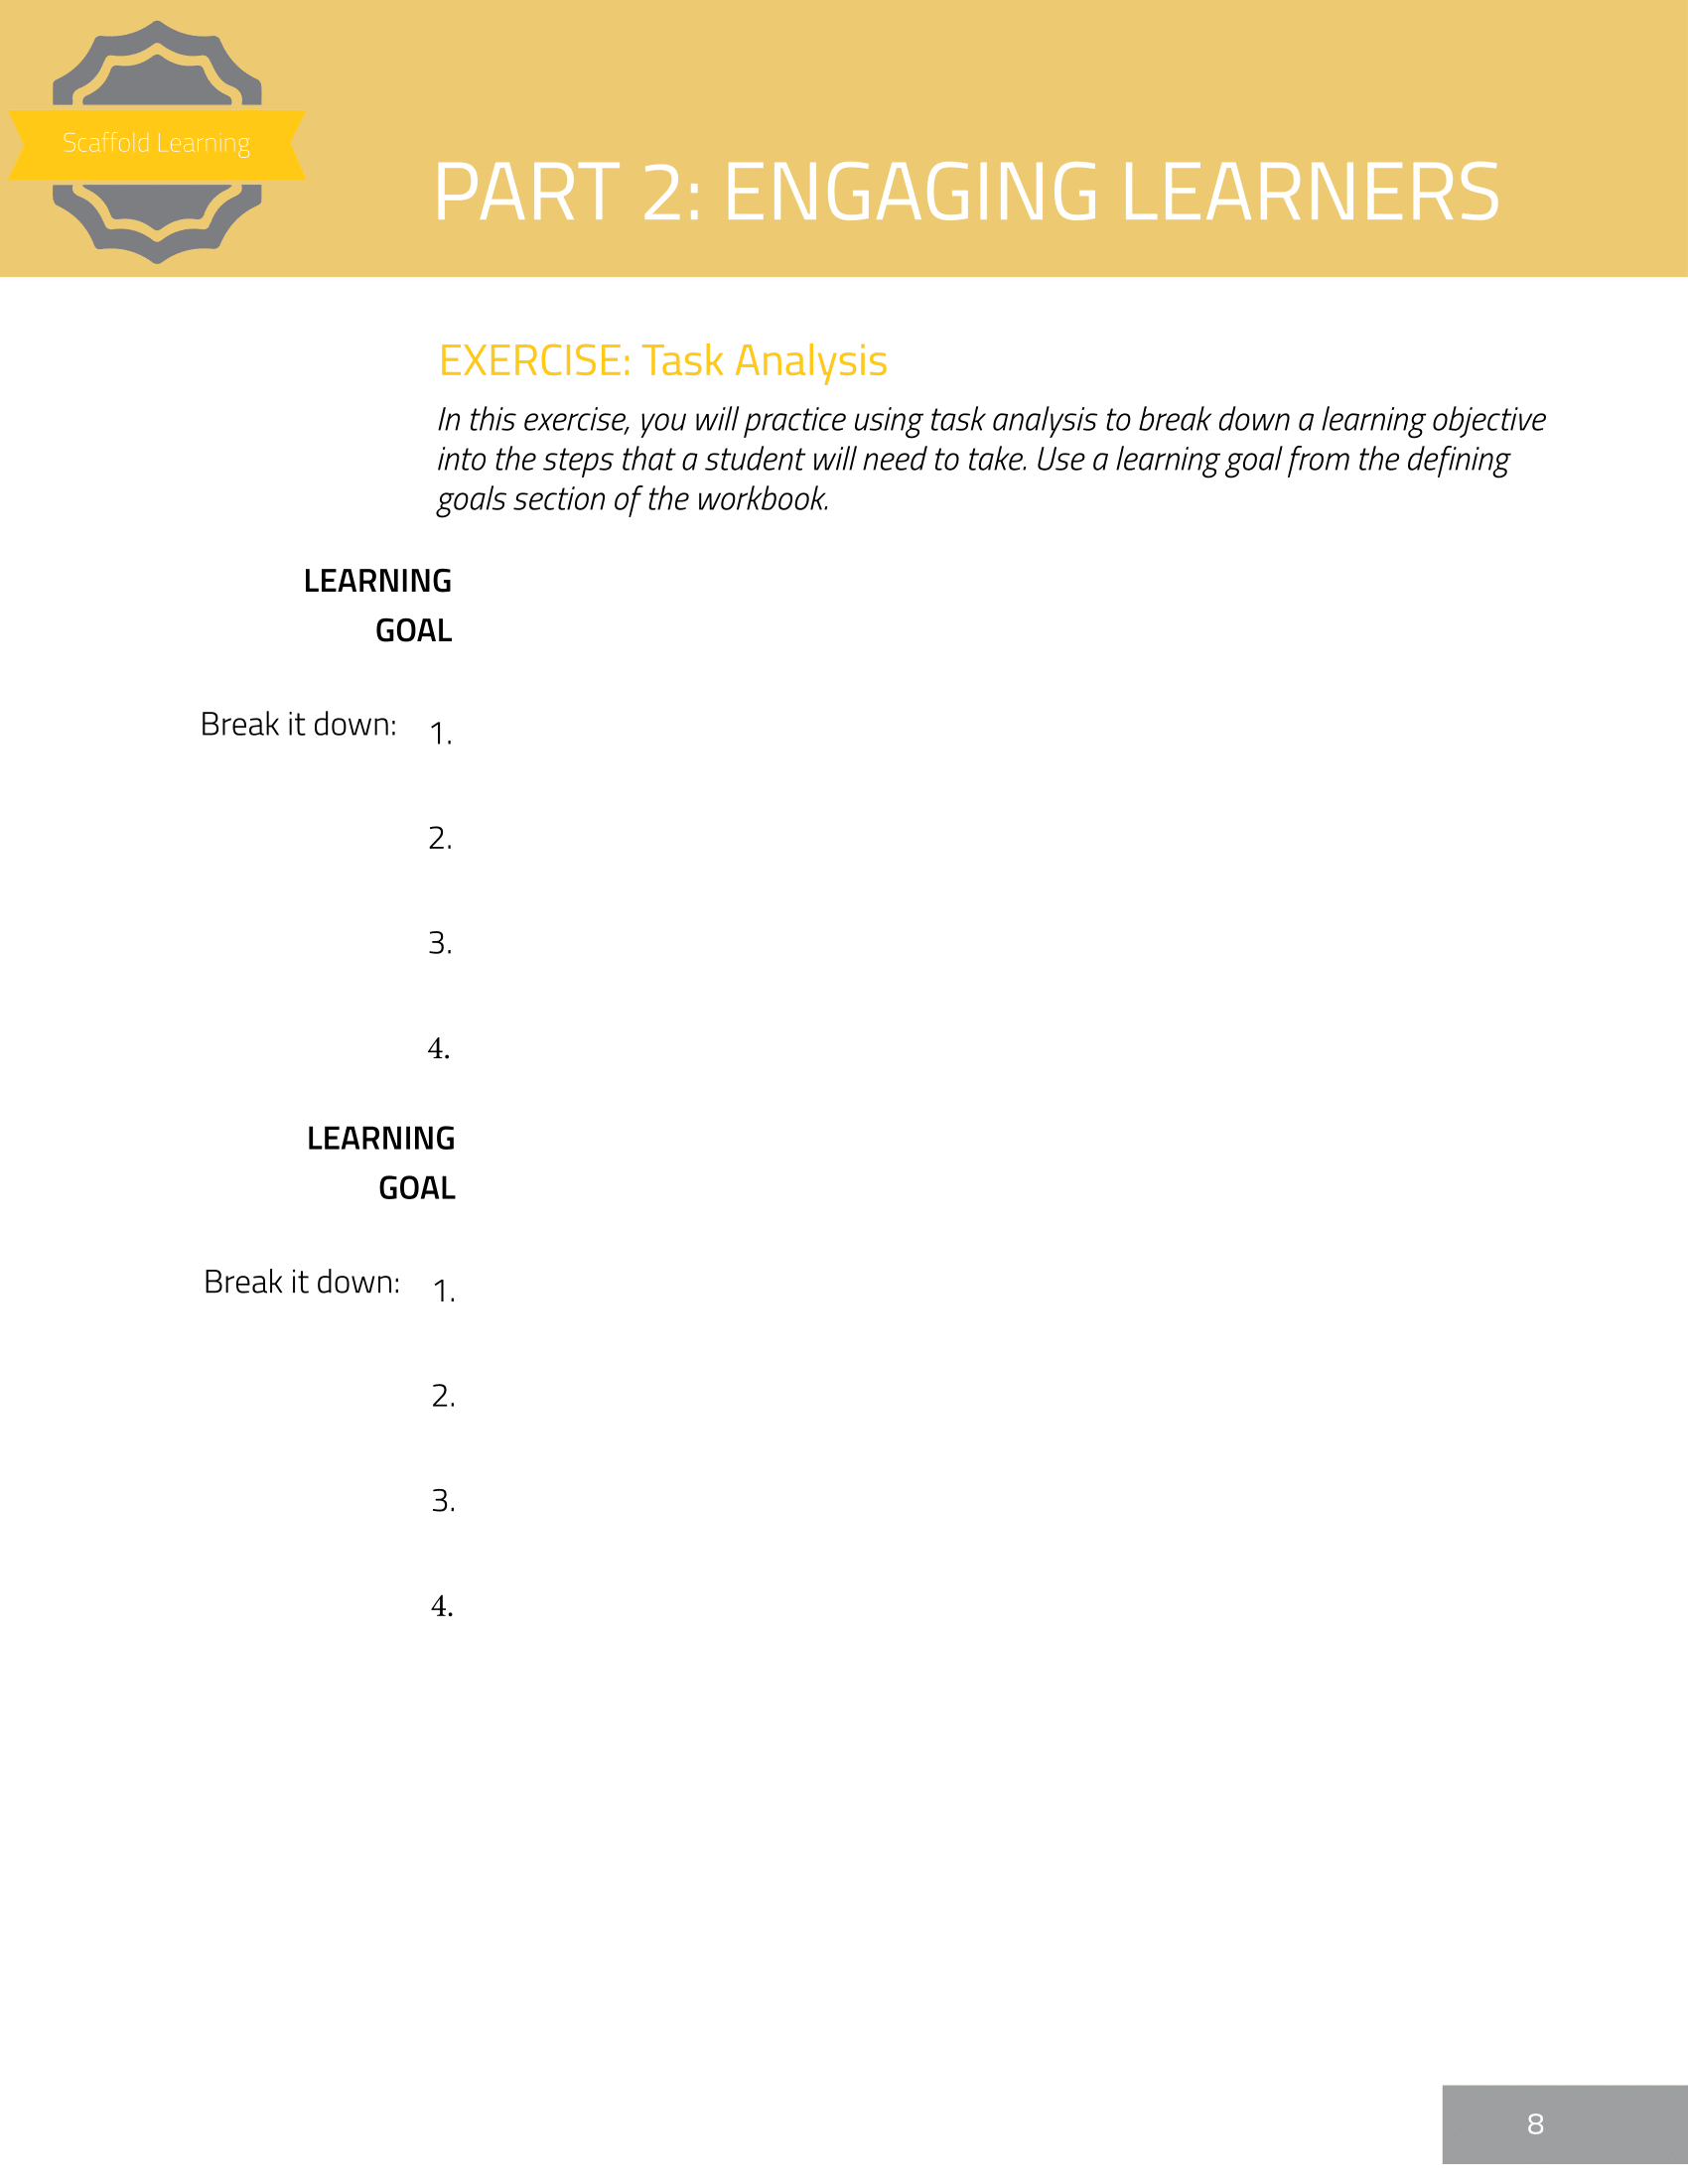 Scaffold Learning
PART 2: ENGAGING LEARNERS
EXERCISE: Task Analysis
In this exercise, you will practice using task analysis to break down a learning objective
into the steps that a student will need to take. Use a learning goal from the defining
goals section of the workbook.
LEARNING
GOAL
Break it down: 1.
2.
3.
4.
LEARNING
GOAL
Break it down: 1.
2.
3.
4.
8